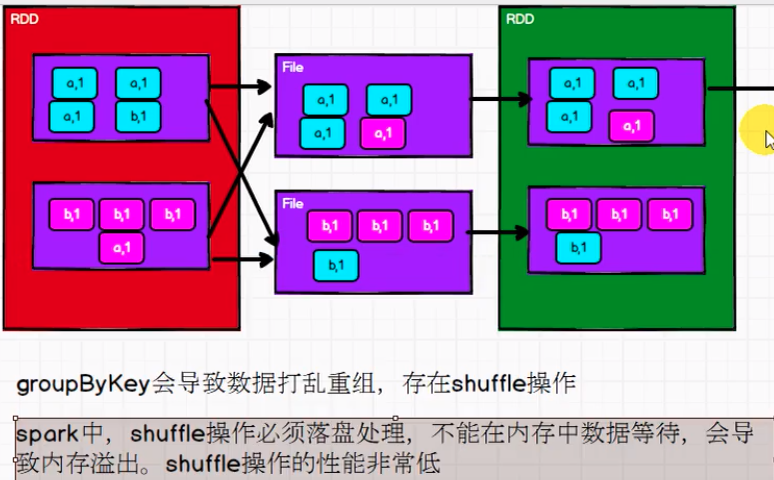 RDD
File
RDD
a,1 a,1
a,1 b,1
a,1 a,1
a,1 a,1
a,1 a,1
a,1 a,1
b,1 b,1 b,1
a,1
File
b,1 b,1 b,1
b,1
b,1 b,1 b,1
b,1
groupByKey会导致数据打乱重组，存在shuffle操作
spark中，shuffle操作必须落盘处理，不能在内存中数据等待，会导
致内存溢出。shuffle操作的性能非常低